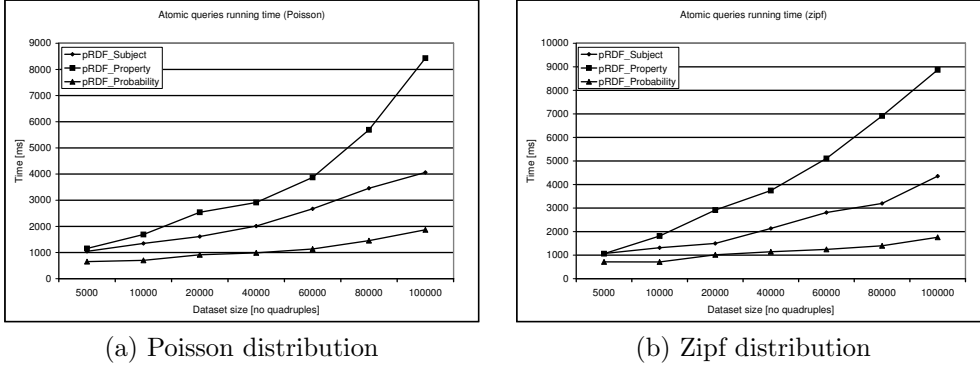 Atomic queries running time (Poisson)
9000
8000
7000
6000
5000
4000
3000
2000
1000
0
Time [ms]
pRDF_Subject
pRDF_Property
pRDF_Probability
5000 10000 20000 40000 60000 80000 100000
Dataset size [no quadruples]
(a) Poisson distribution
Atomic queries running time (zipf)
10000
9000
8000
7000
6000
5000
4000
3000
2000
1000
0
Time [ms]
pRDF_Subject
pRDF_Property
pRDF_Probability
5000 10000 20000 40000 60000 80000 100000
Dataset size [no quadruples]
(b) Zipf distribution